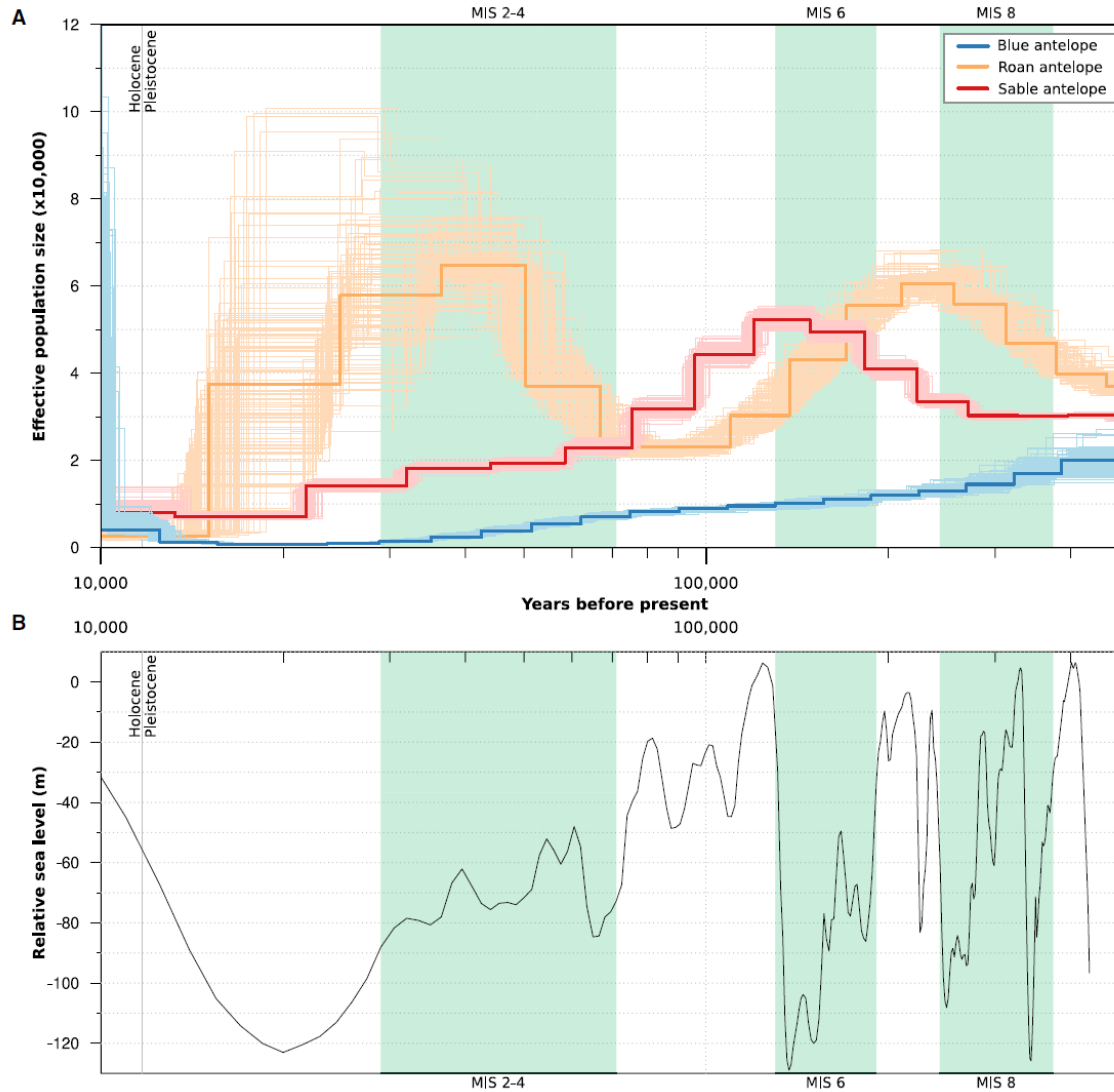 A
MIS 2–4
MIS 6
MIS 8
12
10
8
6
4
2
0
Effective population size (x10,000)
Holocene
Pleistocene
Blue antelope
Roan antelope
Sable antelope
10,000
100,000
Years before present
B
10,000
100,000
Holocene
Pleistocene
0
-20
-40
-60
-80
-100
-120
Relative sea level (m)
MIS 2–4
MIS 6
MIS 8